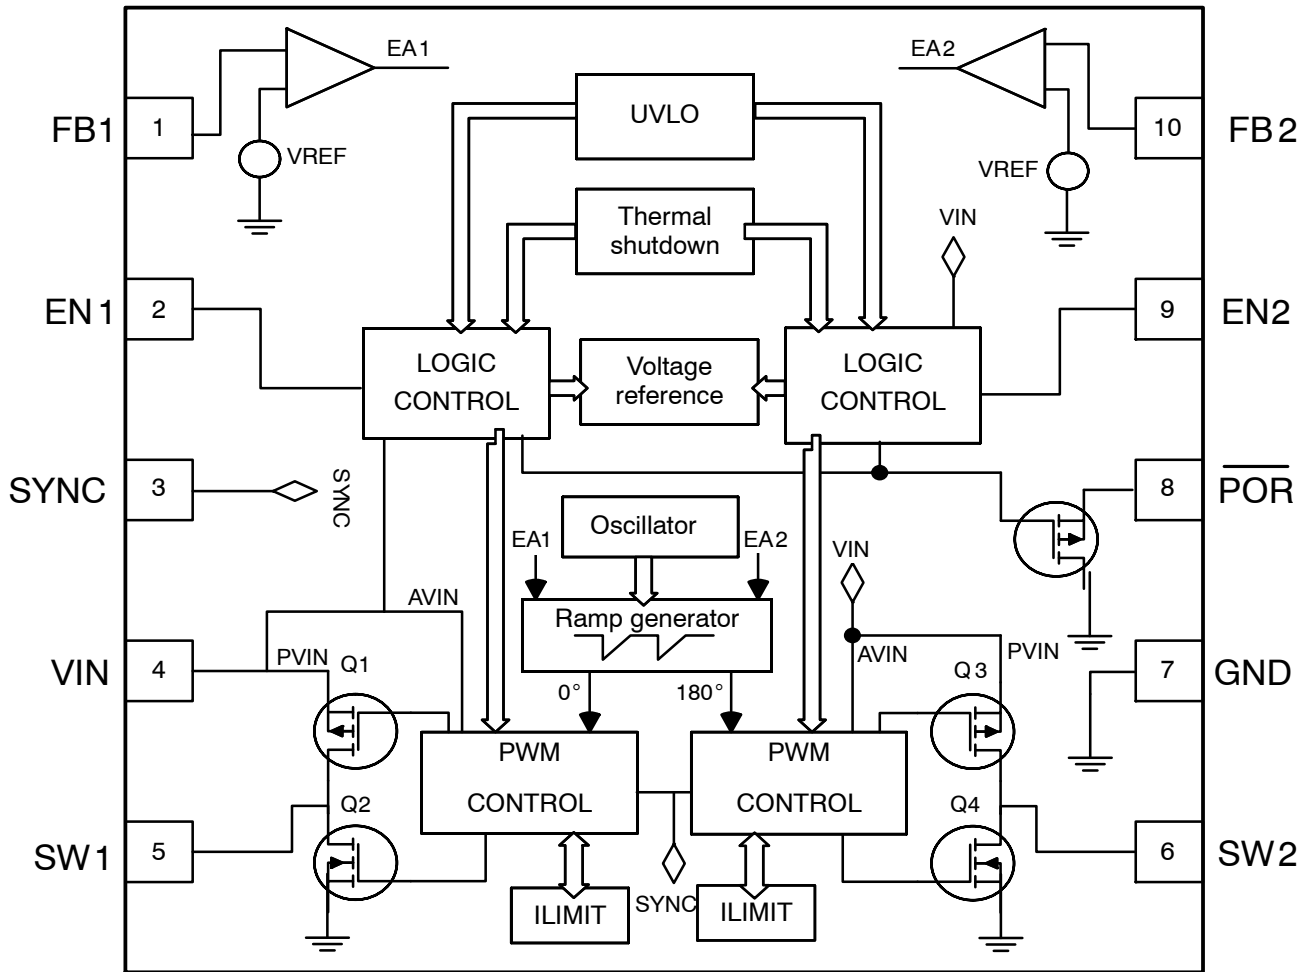 EA1
EA2
UVLO
FB1
1
10
FB2
VREF
VREF
Thermal
shutdown
VIN
EN1
2
9
EN2
LOGIC
CONTROL
Voltage
reference
LOGIC
CONTROL
SYNC
3
SYNC
8
POR
Oscillator
EA1
EA2
VIN
AVIN
Ramp generator
VIN
4
PVIN
Q1
AVIN
PVIN
Q3
7
GND
0°
180°
PWM
CONTROL
PWM
CONTROL
Q2
Q4
SW1
5
6
SW2
ILIMIT
SYNC
ILIMIT